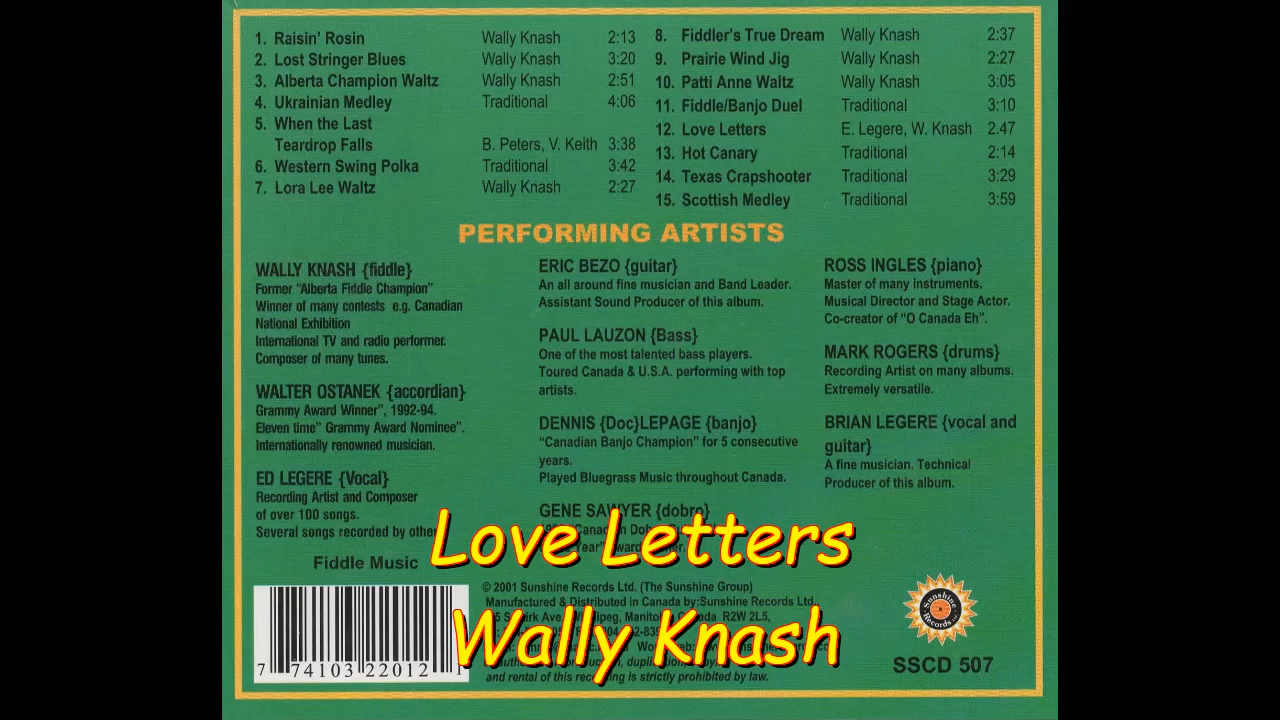 1. Raisin' Rosin Wally Knash 2:13
2. Lost Stringer Blues Wally Knash 3:20
3. Alberta Champion Waltz Wally Knash 2:51
4. Ukrainian Medley Traditional 4:06
5. When the Last
Teardrop Falls B. Peters, V. Keith 3:38
6. Western Swing Polka Traditional 3:42
7. Lora Lee Waltz Wally Knash 2:27
8. Fiddler's True Dream Wally Knash 2:37
9. Prairie Wind Jig Wally Knash 2:27
10. Patti Anne Waltz Wally Knash 3:05
11. Fiddle/Banjo Duel Traditional 3:10
12. Love Letters E. Legere, W. Knash 2.47
13. Hot Canary Traditional 2:14
14. Texas Crapshooter Traditional 3:29
15. Scottish Medley Traditional 3:59
PERFORMING ARTISTS
WALLY KNASH {fiddle}
Former "Alberta Fiddle Champion"
Winner of many contests e.g. Canadian
National Exhibition
International TV and radio performer.
Composer of many tunes.
WALTER OSTANEK {accordian}
Grammy Award Winner", 1992-94.
Eleven time" Grammy Award Nominee".
Internationally renowned musician.
ED LEGERE {Vocal}
Recording Artist and Composer
of over 100 songs.
Several songs recorded by
ERIC BEZO {guitar}
An all around fine musician and Band Leader.
Assistant Sound Producer of this album.
PAUL LAUZON {Bass}
One of the most talented bass players.
Toured Canada & U.S.A. performing with top
artists.
DENNIS {Doc}LEPAGE {banjo}
"Canadian Banjo Champion" for 5 consecutive
years.
Played Bluegrass Music throughout Canada.
GENE SAWYER {dobro}
ROSS INGLES {piano}
Master of many instruments.
Musical Director and Stage Actor.
Co-creator of "O Canada Eh".
MARK ROGERS {drums}
Recording Artist on many albums.
Extremely versatile.
BRIAN LEGERE {vocal and
guitar}
A fine musician. Technical
Producer of this album.
Love Letters
Wally Knash
Fiddle Music
7 74103 22012 1
© 2001 Sunshine Records Ltd. (The Sunshine Group)
Manufactured & Distributed in Canada by:Sunshine Records Ltd.,
Canada R2W 2L5,
and rental of this recording is strictly prohibited by law.
Sunshine
Records
SSCD 507